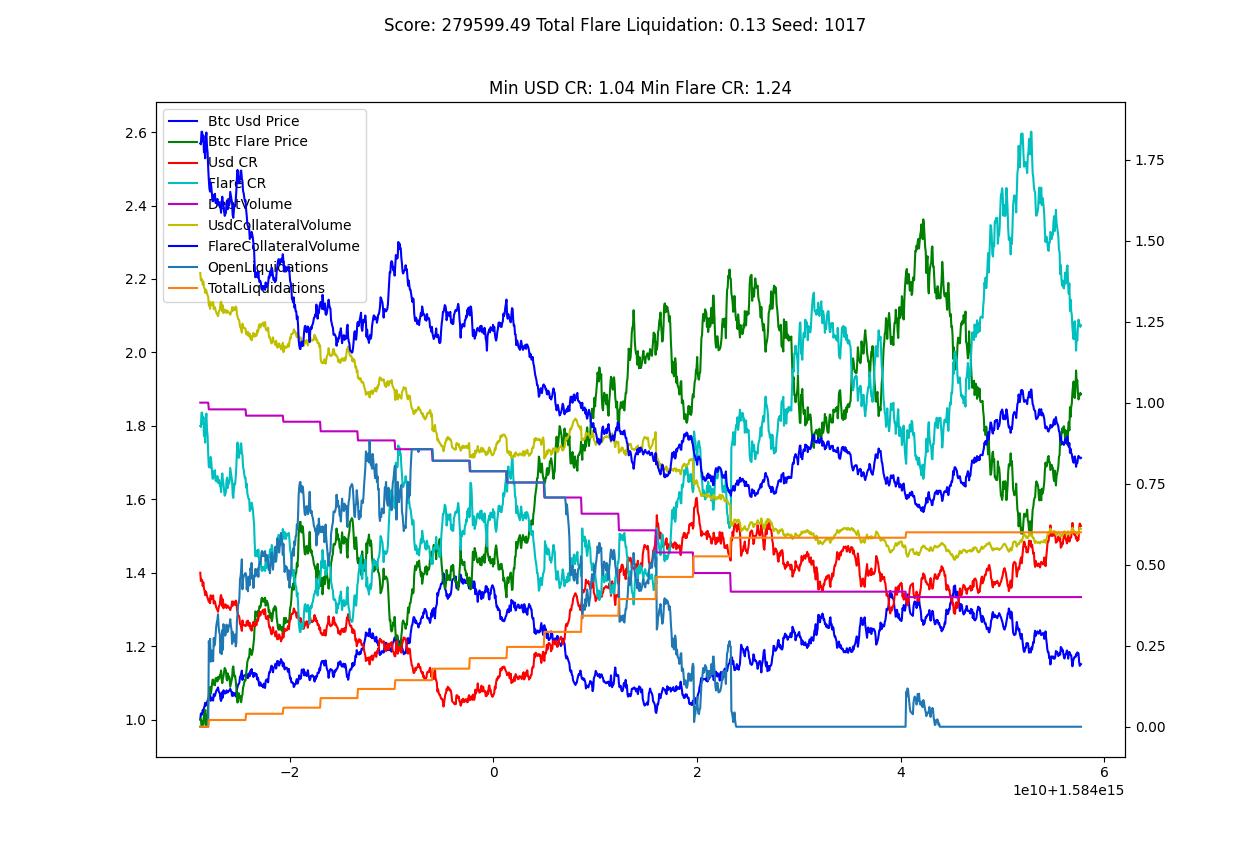 Score: 279599.49 Total Flare Liquidation: 0.13 Seed: 1017
Min USD CR: 1.04 Min Flare CR: 1.24
Btc Usd Price
Btc Flare Price
Usd CR
Flare CR
DebtVolume
UsdCollateralVolume
FlareCollateralVolume
OpenLiquidations
TotalLiquidations
2.6
2.4
2.2
2.0
1.8
1.6
1.4
1.2
1.0
1.75
1.50
1.25
1.00
0.75
0.50
0.25
0.00
−2
0
2
4
6
1e10+1.584e15